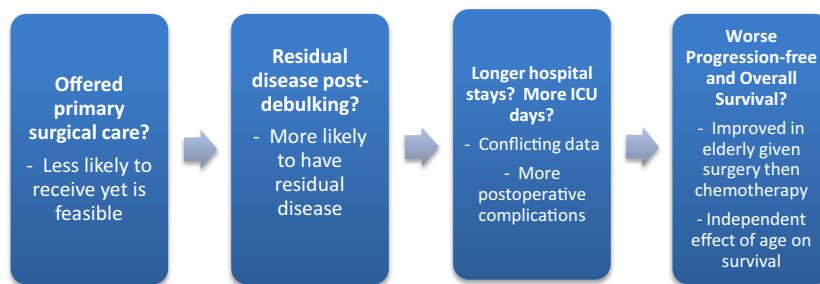 Offered
primary
surgical care?
- Less likely to
receive yet is
feasible
Residual
disease post-
debulking?
- More likely
to have
residual
disease
Longer hospital
stays? More ICU
days?
- Conflicting data
- More
postoperative
complications
Worse
Progression-free
and Overall
Survival?
- Improved in
elderly given
surgery then
chemotherapy
- Independent
effect of age on
survival